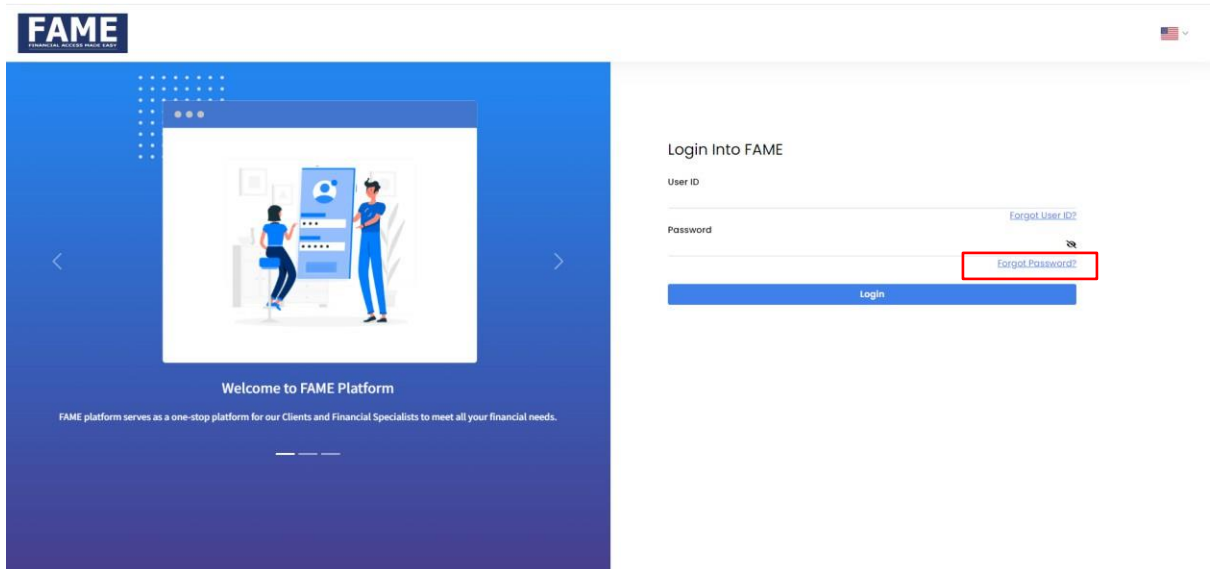 FAME
FINANCIAL ACCESS MADE EASY
Welcome to FAME Platform
FAME platform serves as a one-stop platform for our Clients and Financial Specialists to meet all your financial needs.
Login Into FAME
User ID
Forgot User ID?
Password
Forgot Password?
Login